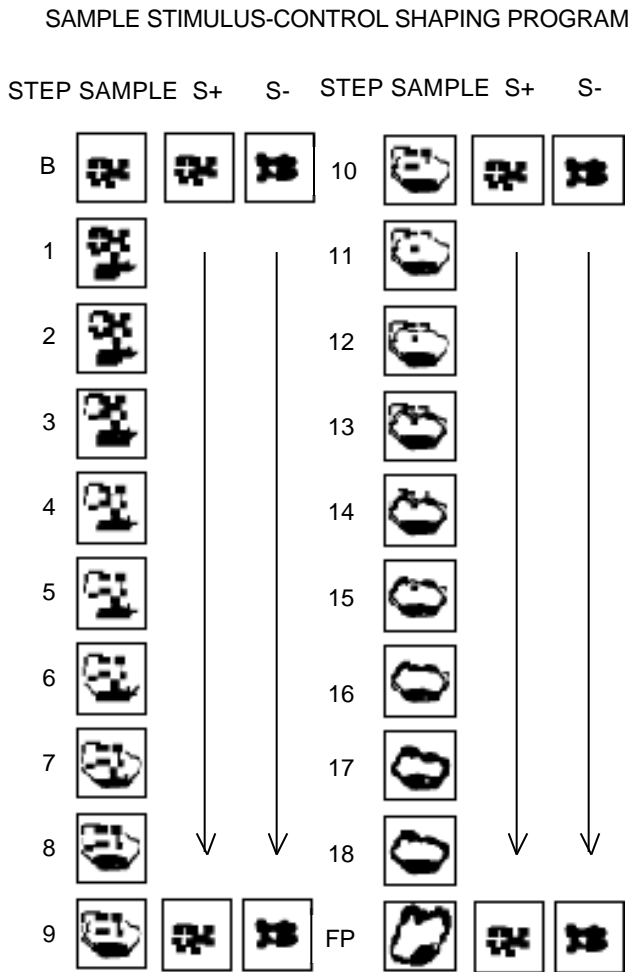 SAMPLE STIMULUS-CONTROL SHAPING PROGRAM
STEP SAMPLE S+ S- STEP SAMPLE S+ S-
B 10
1 11
2 12
3 13
4 14
5 15
6 16
7 17
8 18
9 FP